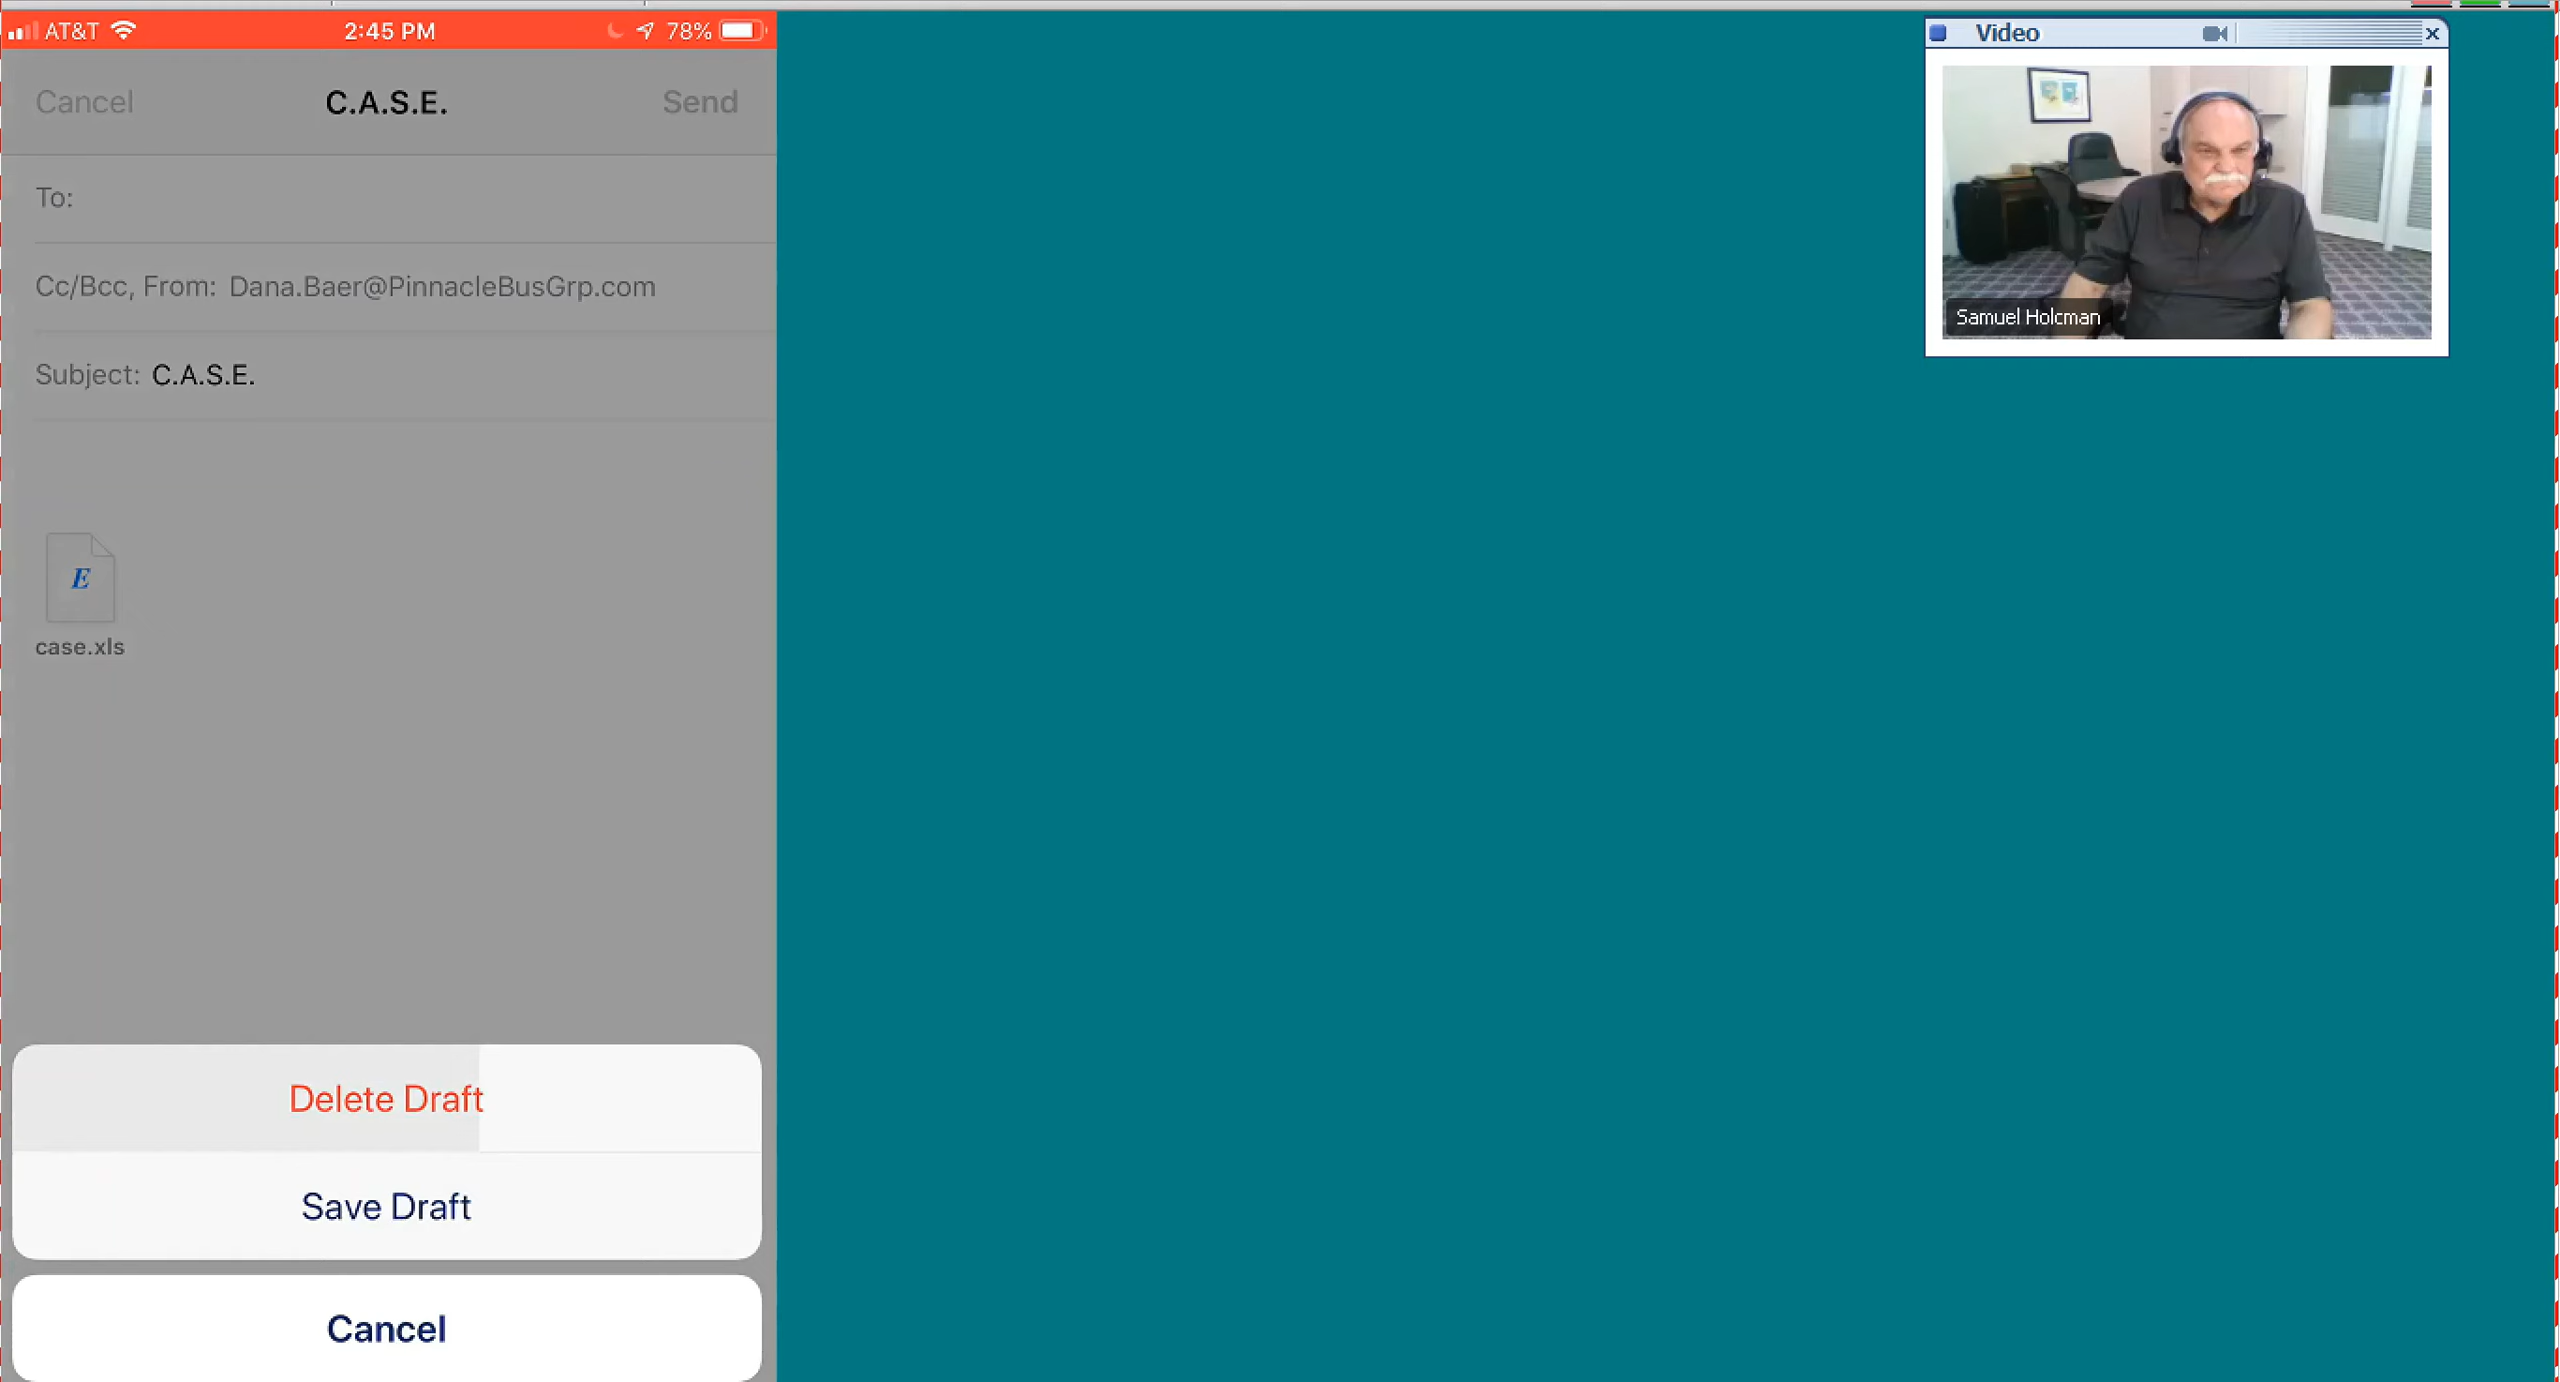 AT&T 2:45 PM 78%
Cancel C.A.S.E. Send
To:
Cc/Bcc, From: Dana.Baer@PinnacleBusGrp.com
Subject: C.A.S.E.
E
case.xls
Delete Draft
Save Draft
Cancel
Video
Samuel Holcman